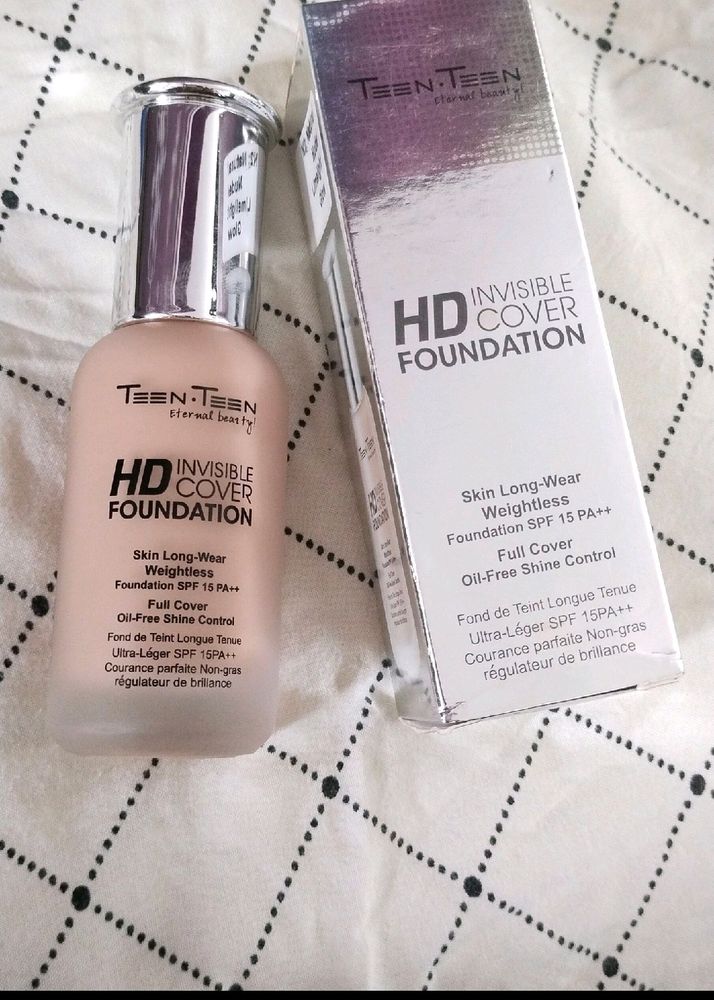 TEEN·TEEN
Eternal beauty!
HD INVISIBLE
COVER
FOUNDATION
Skin Long-Wear
Weightless
Foundation SPF 15 PA++
Full Cover
Oil-Free Shine Control
Fond de Teint Longue Tenue
Ultra-Léger SPF 15PA++
Courance parfaite Non-gras
régulateur de brillance
TEEN·TEEN
Eternal beauty!
HD INVISIBLE
COVER
FOUNDATION
Skin Long-Wear
Weightless
Foundation SPF 15 PA++
Full Cover
Oil-Free Shine Control
Fond de Teint Longue Tenue
Ultra-Léger SPF 15PA++
Courance parfaite Non-gras
régulateur de brillance